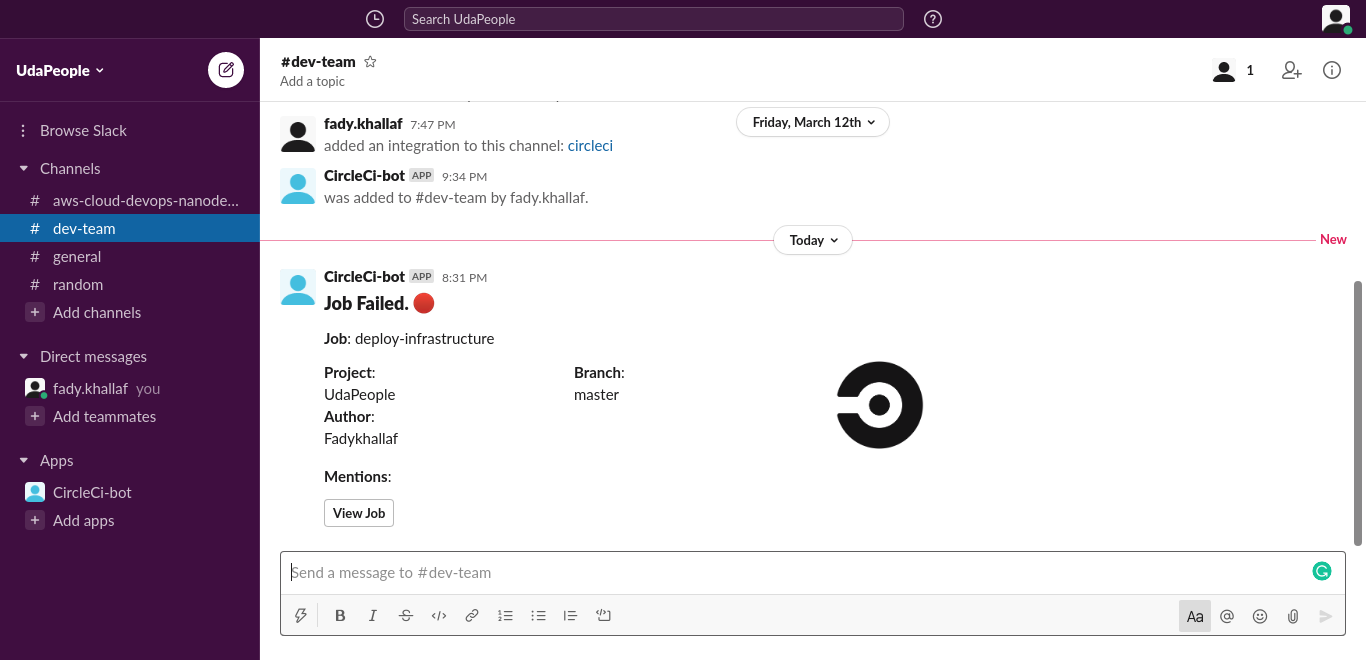 Search UdaPeople
UdaPeople
#dev-team
Add a topic
1
Browse Slack
Channels
# aws-cloud-devops-nanode...
# dev-team
# general
# random
+ Add channels
Direct messages
fady.khallaf you
+ Add teammates
Apps
CircleCi-bot
+ Add apps
Friday, March 12th
fady.khallaf 7:47 PM
added an integration to this channel: circleci
CircleCi-bot APP 9:34 PM
was added to #dev-team by fady.khallaf.
Today
New
CircleCi-bot APP 8:31 PM
Job Failed.
Job: deploy-infrastructure
Project: Branch:
UdaPeople master
Author:
Fadykhallaf
Mentions:
View Job
Send a message to #dev-team
B I S </> Aa @